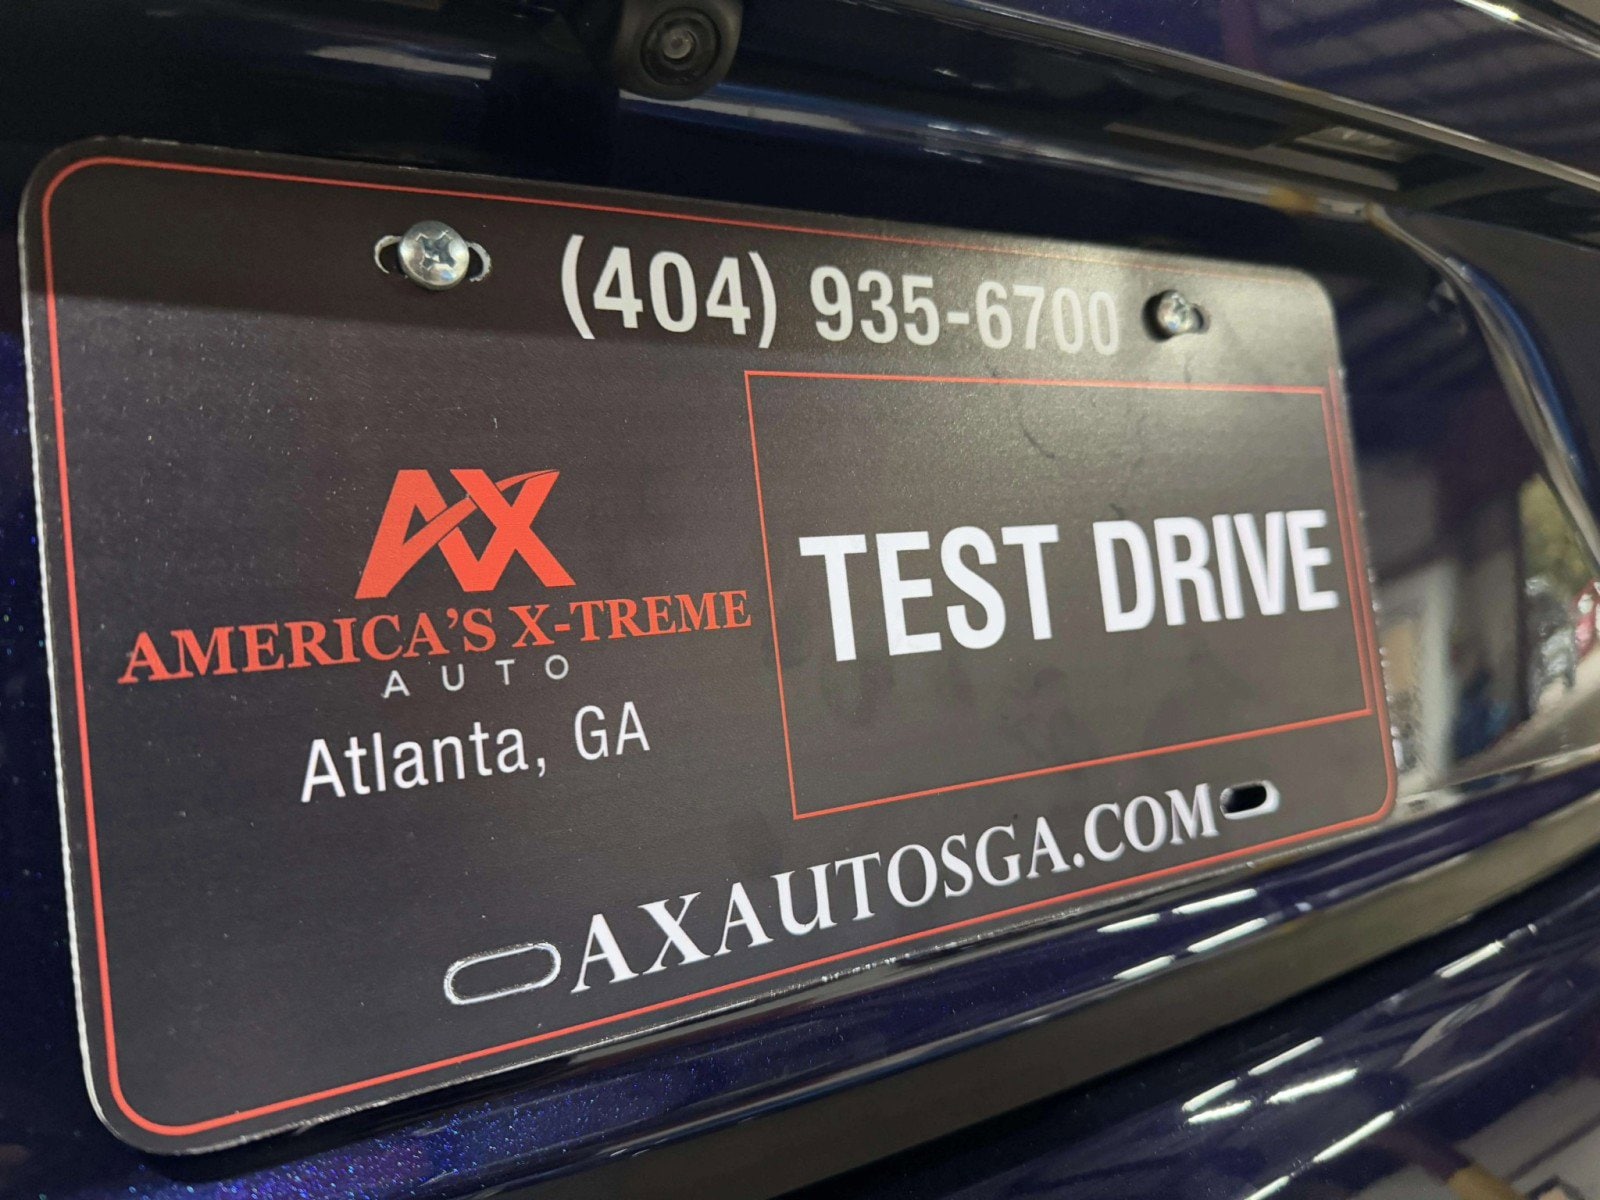 (404) 935-6700
AX
AMERICA'S X-TREME
AUTO
Atlanta, GA
TEST DRIVE
AXAUTOSGA.COM